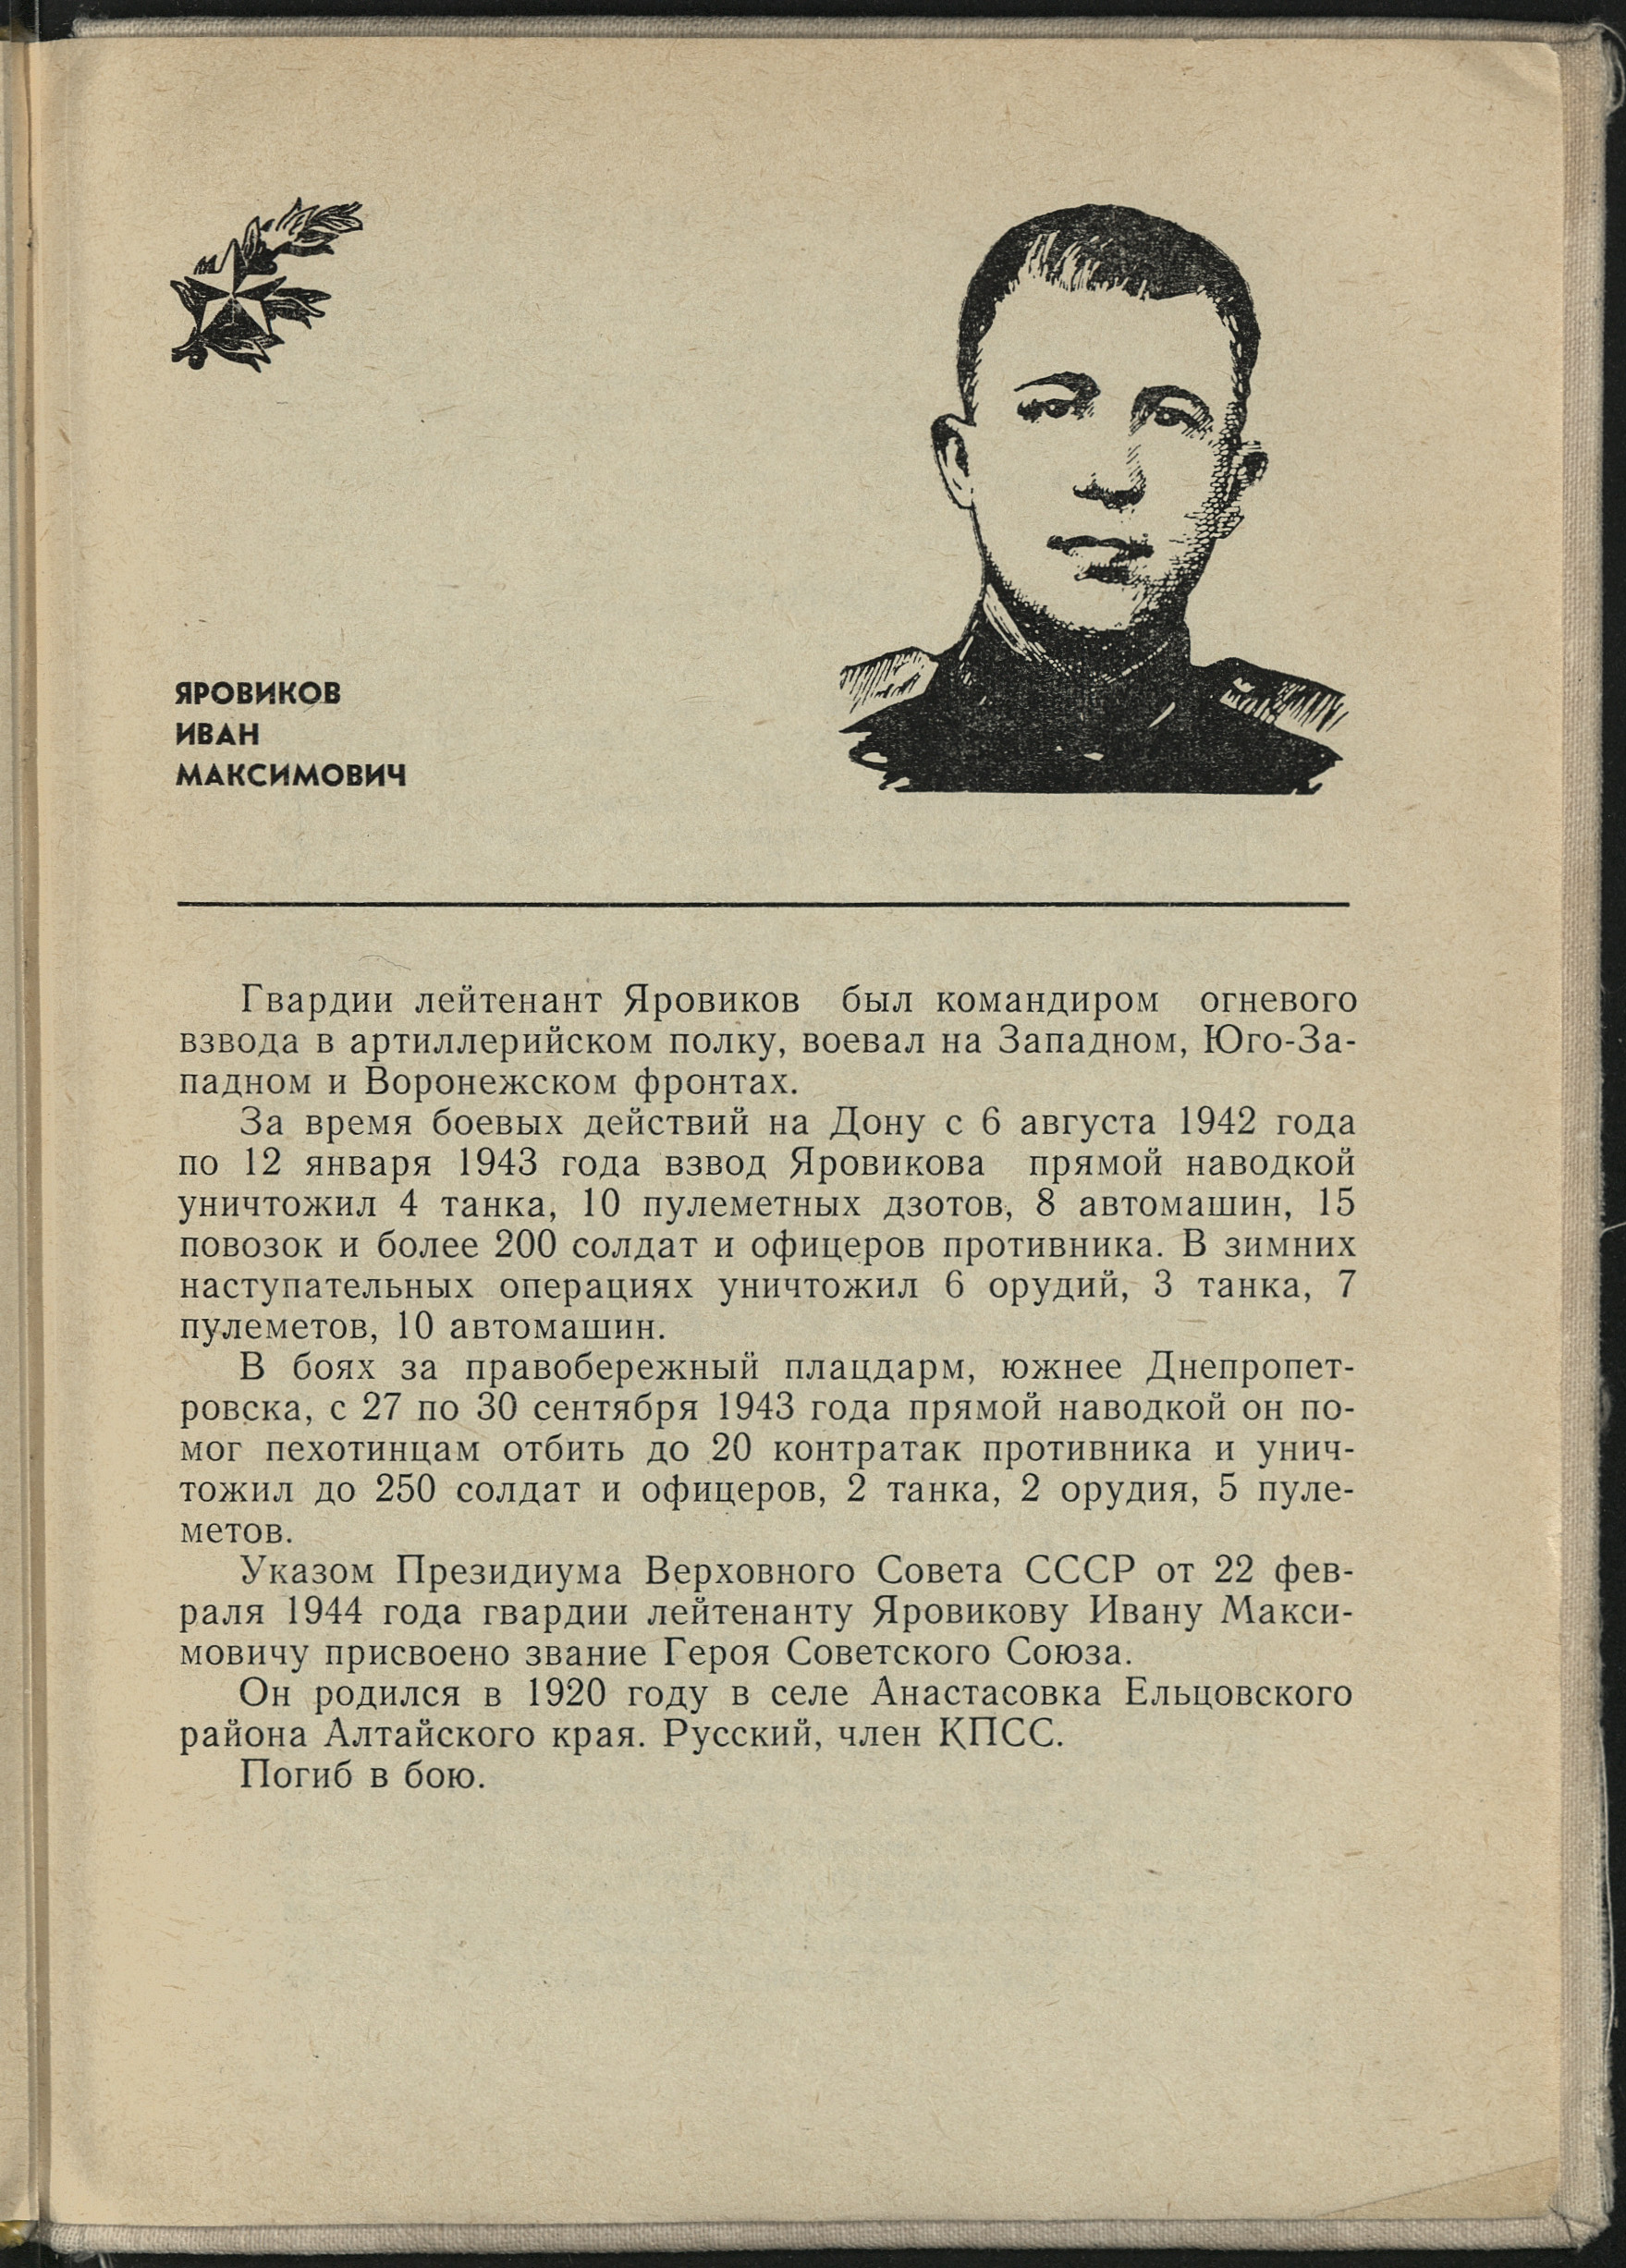 ЯРОВИКОВ
ИВАН
МАКСИМОВИЧ
Гвардии лейтенант Яровиков был командиром огневого
взвода в артиллерийском полку, воевал на Западном, Юго-За-
падном и Воронежском фронтах.
За время боевых действий на Дону с 6 августа 1942 года
по 12 января 1943 года взвод Яровикова прямой наводкой
уничтожил 4 танка, 10 пулеметных дзотов, 8 автомашин, 15
повозок и более 200 солдат и офицеров противника. В зимних
наступательных операциях уничтожил 6 орудий, 3 танка, 7
пулеметов, 10 автомашин.
В боях за правобережный плацдарм, южнее Днепропет-
ровска, с 27 по 30 сентября 1943 года прямой наводкой он по-
мог пехотинцам отбить до 20 контратак противника и унич-
тожил до 250 солдат и офицеров, 2 танка, 2 орудия, 5 пуле-
метов.
Указом Президиума Верховного Совета СССР от 22 фев-
раля 1944 года гвардии лейтенанту Яровикову Ивану Макси-
мовичу присвоено звание Героя Советского Союза.
Он родился в 1920 году в селе Анастасовка Ельцовского
района Алтайского края. Русский, член КПСС.
Погиб в бою.